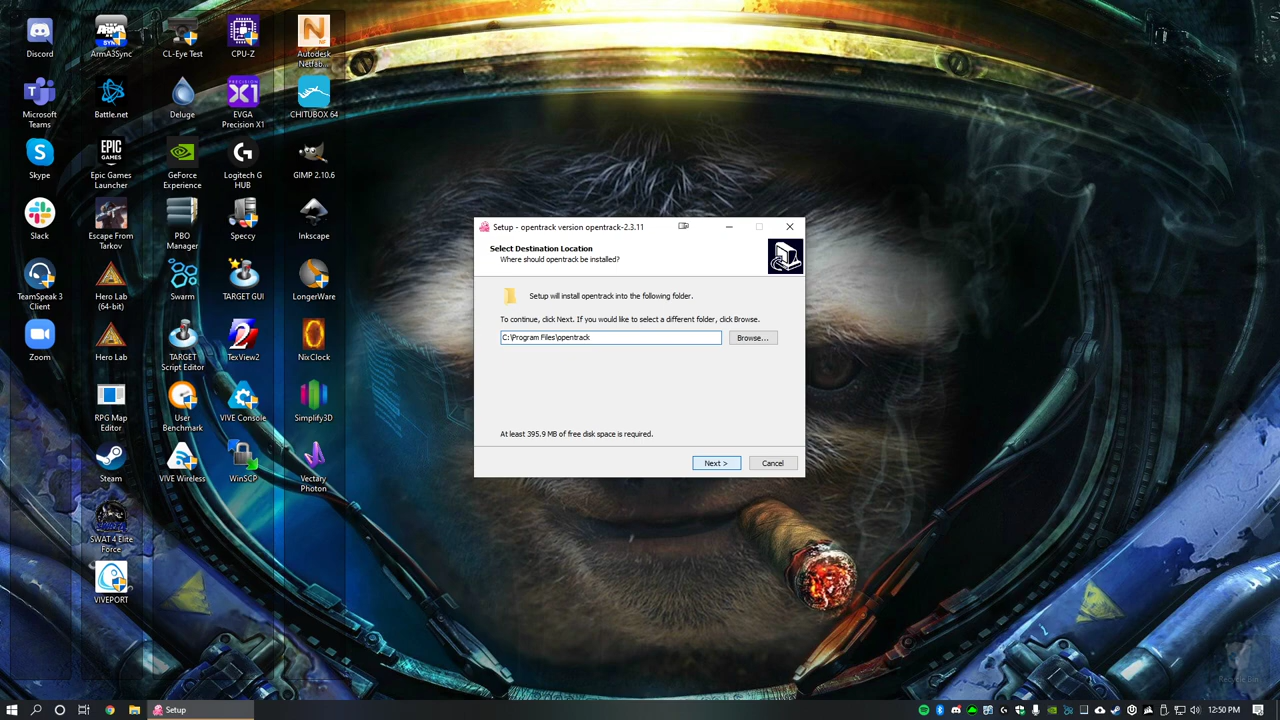 Discord
ArmA3Sync
CL-Eye Test
CPU-Z
Autodesk
Netfab...
Microsoft
Teams
Battle.net
Deluge
EVGA
Precision X1
CHITUBOX 64
Skype
Epic Games
Launcher
GeForce
Experience
Logitech G
HUB
GIMP 2.10.6
Slack
Escape From
Tarkov
PBO
Manager
Speccy
Inkscape
TeamSpeak 3
Client
Hero Lab
(64-bit)
Swarm
TARGET GUI
LongerWare
Zoom
Hero Lab
TARGET
Script Editor
TexView2
NixClock
RPG Map
Editor
User
Benchmark
VIVE Console
Simplify3D
Steam
VIVE Wireless
WinSCP
Vectary
Photon
SWAT 4 Elite
Force
VIVEPORT
Setup - opentrack version opentrack-2.3.11
Select Destination Location
Where should opentrack be installed?
Setup will install opentrack into the following folder.
To continue, click Next. If you would like to select a different folder, click Browse.
C:\Program Files\opentrack
Browse...
At least 395.9 MB of free disk space is required.
Next >
Cancel
Recycle Bin
Setup
12:50 PM